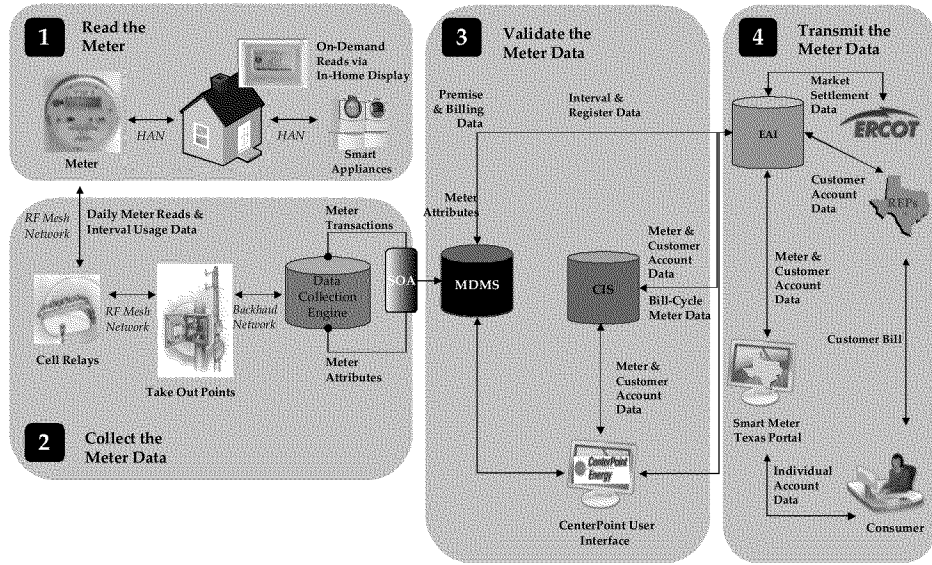 1
Read the
Meter
On-Demand
Reads via
In-Home Display
HAN
HAN
Meter
Smart
Appliances
RF Mesh
Network
Daily Meter Reads &
Interval Usage Data
Meter
Transactions
Data
Collection
Engine
SOA
RF Mesh
Network
Backhaul
Network
Cell Relays
Take Out Points
Meter
Attributes
2
Collect the
Meter Data
3
Validate the
Meter Data
Premise
& Billing
Data
Interval &
Register Data
Meter
Attributes
MDMS
Meter &
Customer
Account
Data
CIS
Bill-Cycle
Meter Data
Meter &
Customer
Account
Data
CenterPoint
Energy
CenterPoint User
Interface
4
Transmit the
Meter Data
Market
Settlement
Data
EAI
ERCOT
Customer
Account
Data
REPs
Meter &
Customer
Account
Data
Customer Bill
Smart Meter
Texas Portal
Individual
Account
Data
Consumer